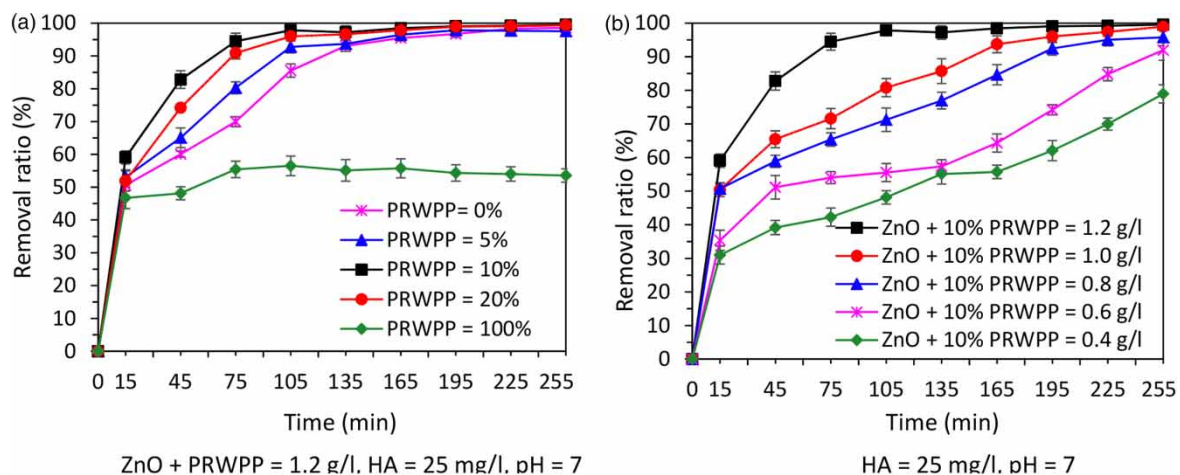 (a)
100
90
80
70
60
50
40
30
20
10
0
Removal ratio (%)
PRWPP= 0%
PRWPP = 5%
PRWPP = 10%
PRWPP = 20%
PRWPP = 100%
0 15 45 75 105 135 165 195 225 255
Time (min)
ZnO + PRWPP = 1.2 g/l, HA = 25 mg/l, pH = 7
(b)
100
90
80
70
60
50
40
30
20
10
0
Removal ratio (%)
ZnO + 10% PRWPP = 1.2 g/l
ZnO + 10% PRWPP = 1.0 g/l
ZnO + 10% PRWPP = 0.8 g/l
ZnO + 10% PRWPP = 0.6 g/l
ZnO + 10% PRWPP = 0.4 g/l
0 15 45 75 105 135 165 195 225 255
Time (min)
HA = 25 mg/l, pH = 7